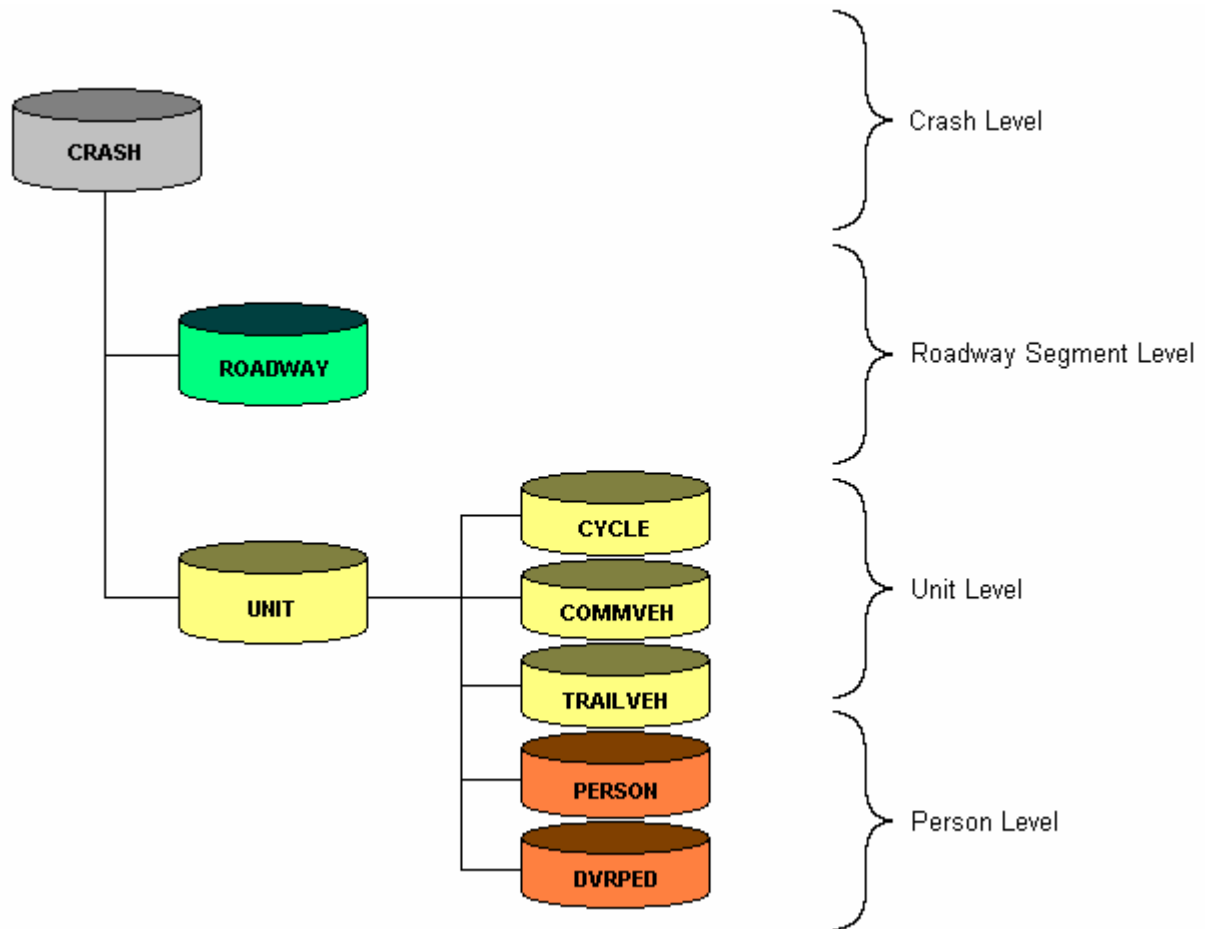 CRASH
Crash Level
ROADWAY
Roadway Segment Level
UNIT
CYCLE
COMMVEH
TRAILVEH
Unit Level
PERSON
DVRPED
Person Level